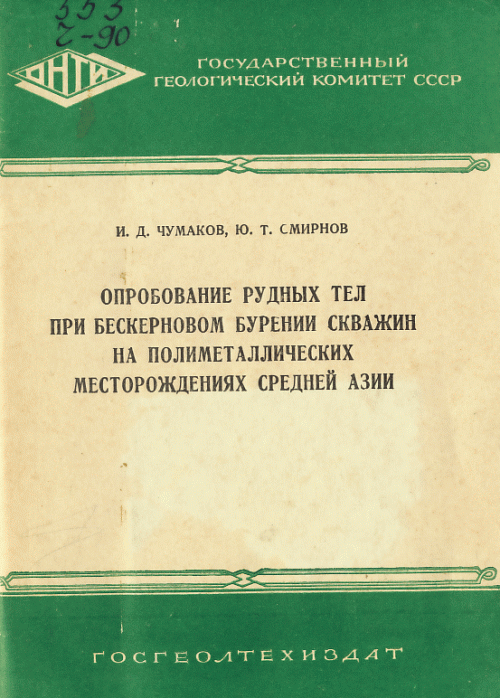 553
Ч-90
ОНТИ
ГОСУДАРСТВЕННЫЙ
ГЕОЛОГИЧЕСКИЙ КОМИТЕТ СССР
И. Д. ЧУМАКОВ, Ю. Т. СМИРНОВ
ОПРОБОВАНИЕ РУДНЫХ ТЕЛ
ПРИ БЕСКЕРНОВОМ БУРЕНИИ СКВАЖИН
НА ПОЛИМЕТАЛЛИЧЕСКИХ
МЕСТОРОЖДЕНИЯХ СРЕДНЕЙ АЗИИ
ГОСГЕОЛТЕХИЗДАТ